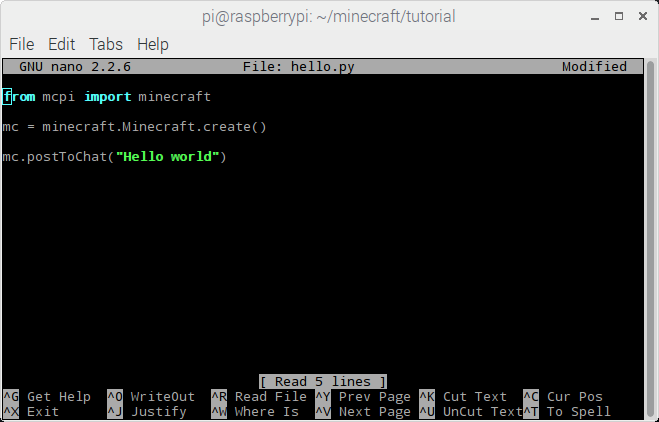 pi@raspberrypi: ~/minecraft/tutorial
File Edit Tabs Help
GNU nano 2.2.6 File: hello.py Modified
from mcpi import minecraft
mc = minecraft.Minecraft.create()
mc.postToChat("Hello world")
[ Read 5 lines ]
^G Get Help ^O WriteOut ^R Read File ^Y Prev Page ^K Cut Text ^C Cur Pos
^X Exit ^J Justify ^W Where Is ^V Next Page ^U UnCut Text ^T To Spell